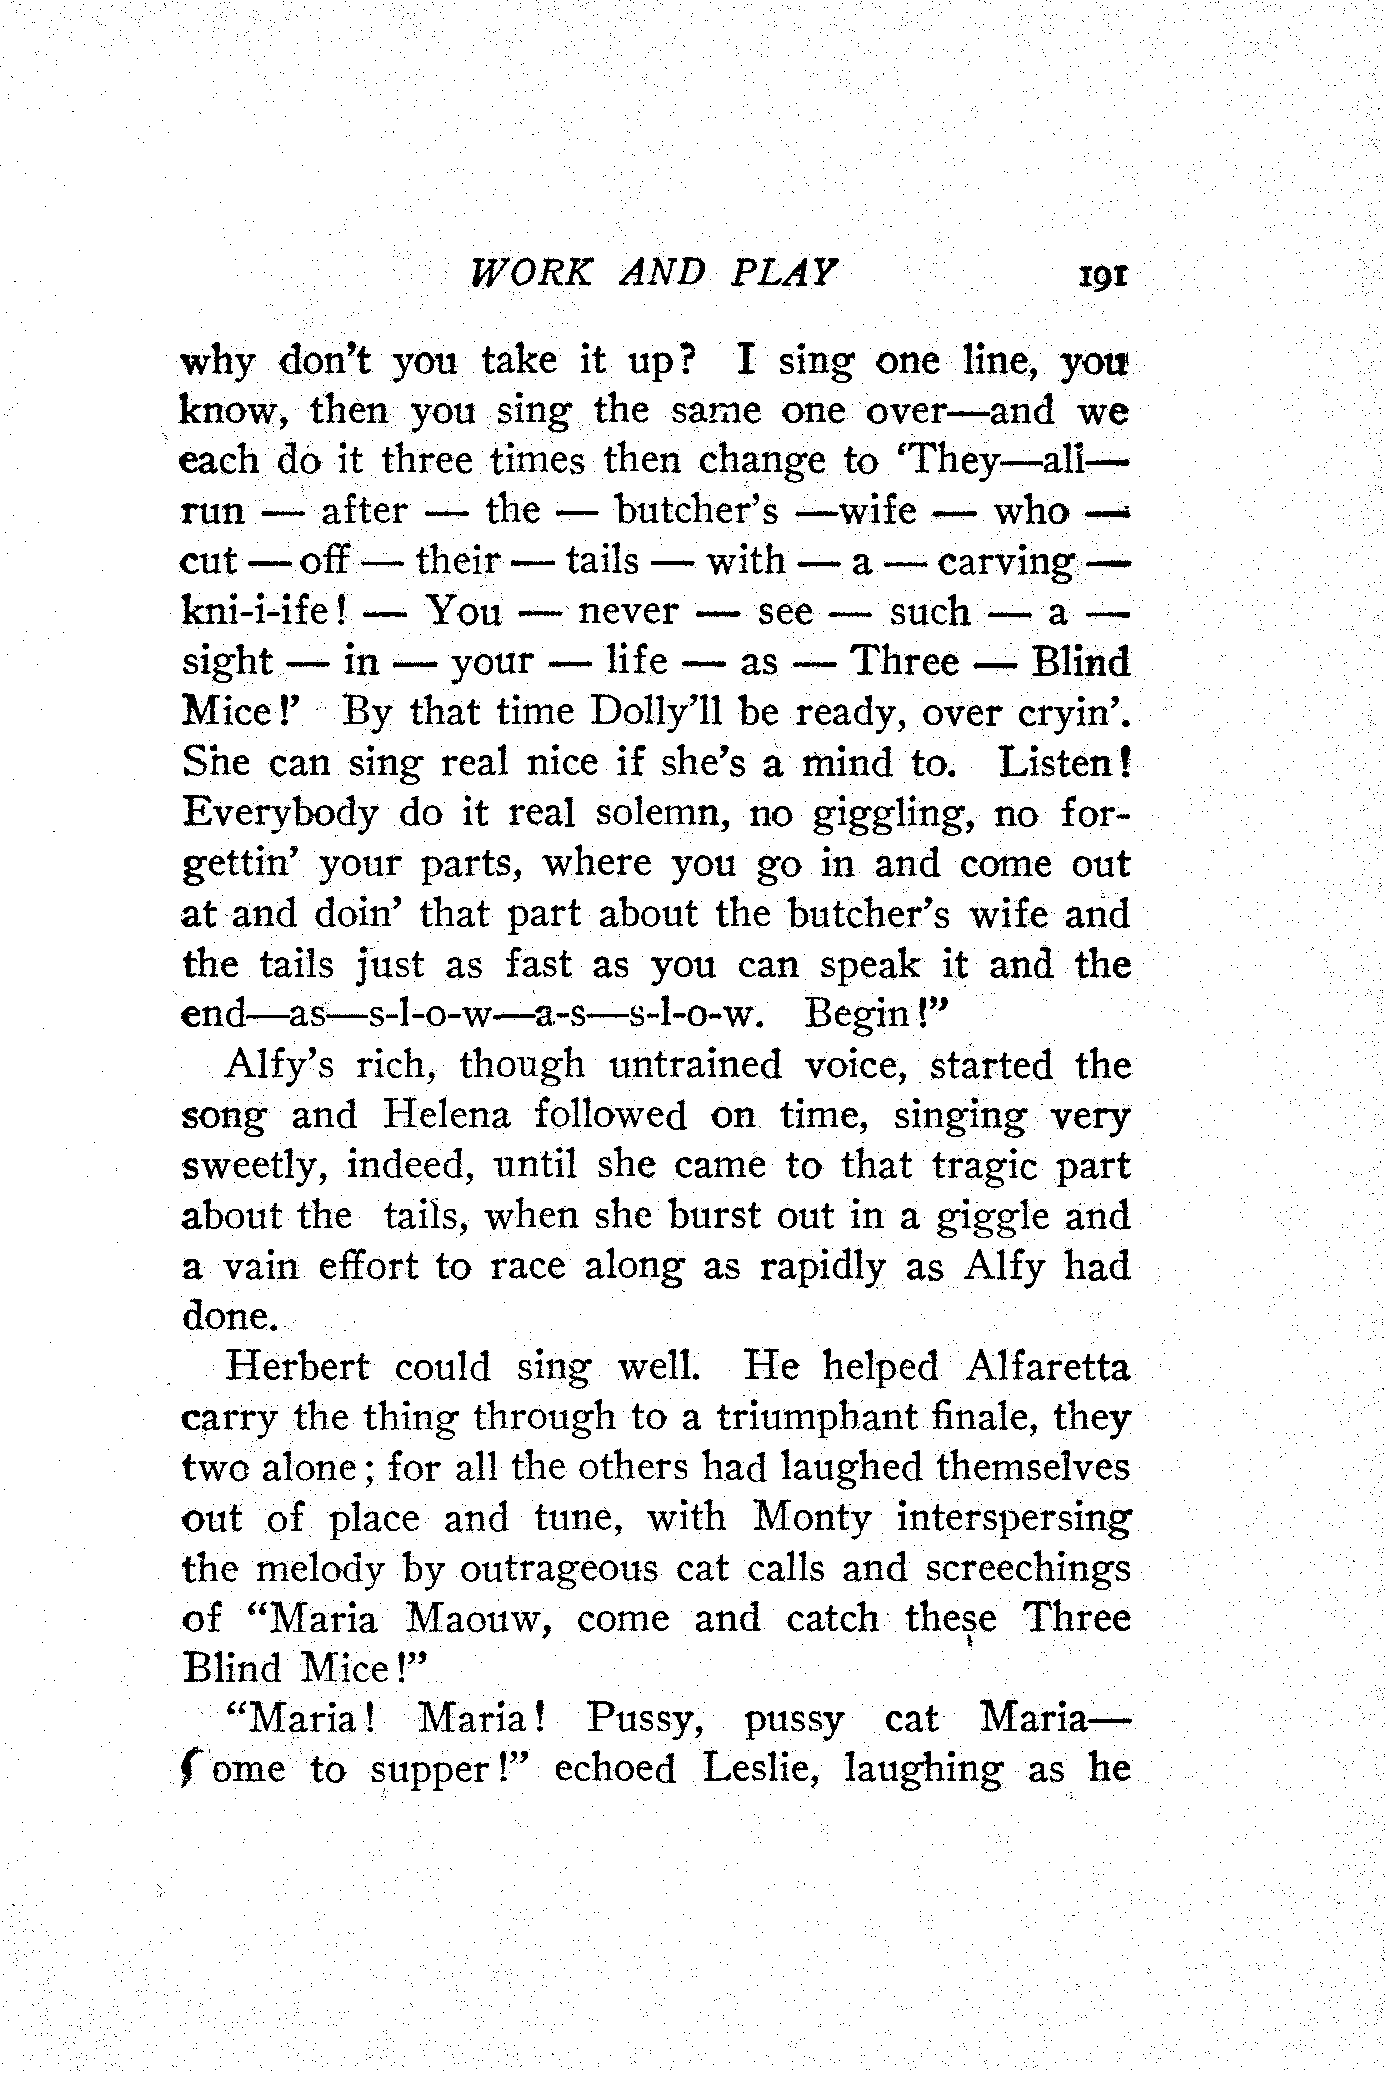 WORK AND PLAY 191
why don't you take it up? I sing one line, you
know, then you sing the same one over—and we
each do it three times then change to 'They—all—
run — after — the — butcher's —wife — who —
cut — off — their — tails — with — a — carving —
kni-i-ife! — You — never — see — such — a —
sight — in — your — life — as — Three — Blind
Mice!' By that time Dolly'll be ready, over cryin'.
She can sing real nice if she's a mind to. Listen!
Everybody do it real solemn, no giggling, no for-
gettin' your parts, where you go in and come out
at and doin' that part about the butcher's wife and
the tails just as fast as you can speak it and the
end—as—s-l-o-w—a-s—s-l-o-w. Begin!"
Alfy's rich, though untrained voice, started the
song and Helena followed on time, singing very
sweetly, indeed, until she came to that tragic part
about the tails, when she burst out in a giggle and
a vain effort to race along as rapidly as Alfy had
done.
Herbert could sing well. He helped Alfaretta
carry the thing through to a triumphant finale, they
two alone; for all the others had laughed themselves
out of place and tune, with Monty interspersing
the melody by outrageous cat calls and screechings
of "Maria Maouw, come and catch these Three
Blind Mice!"
"Maria! Maria! Pussy, pussy cat Maria—
Come to supper!" echoed Leslie, laughing as he